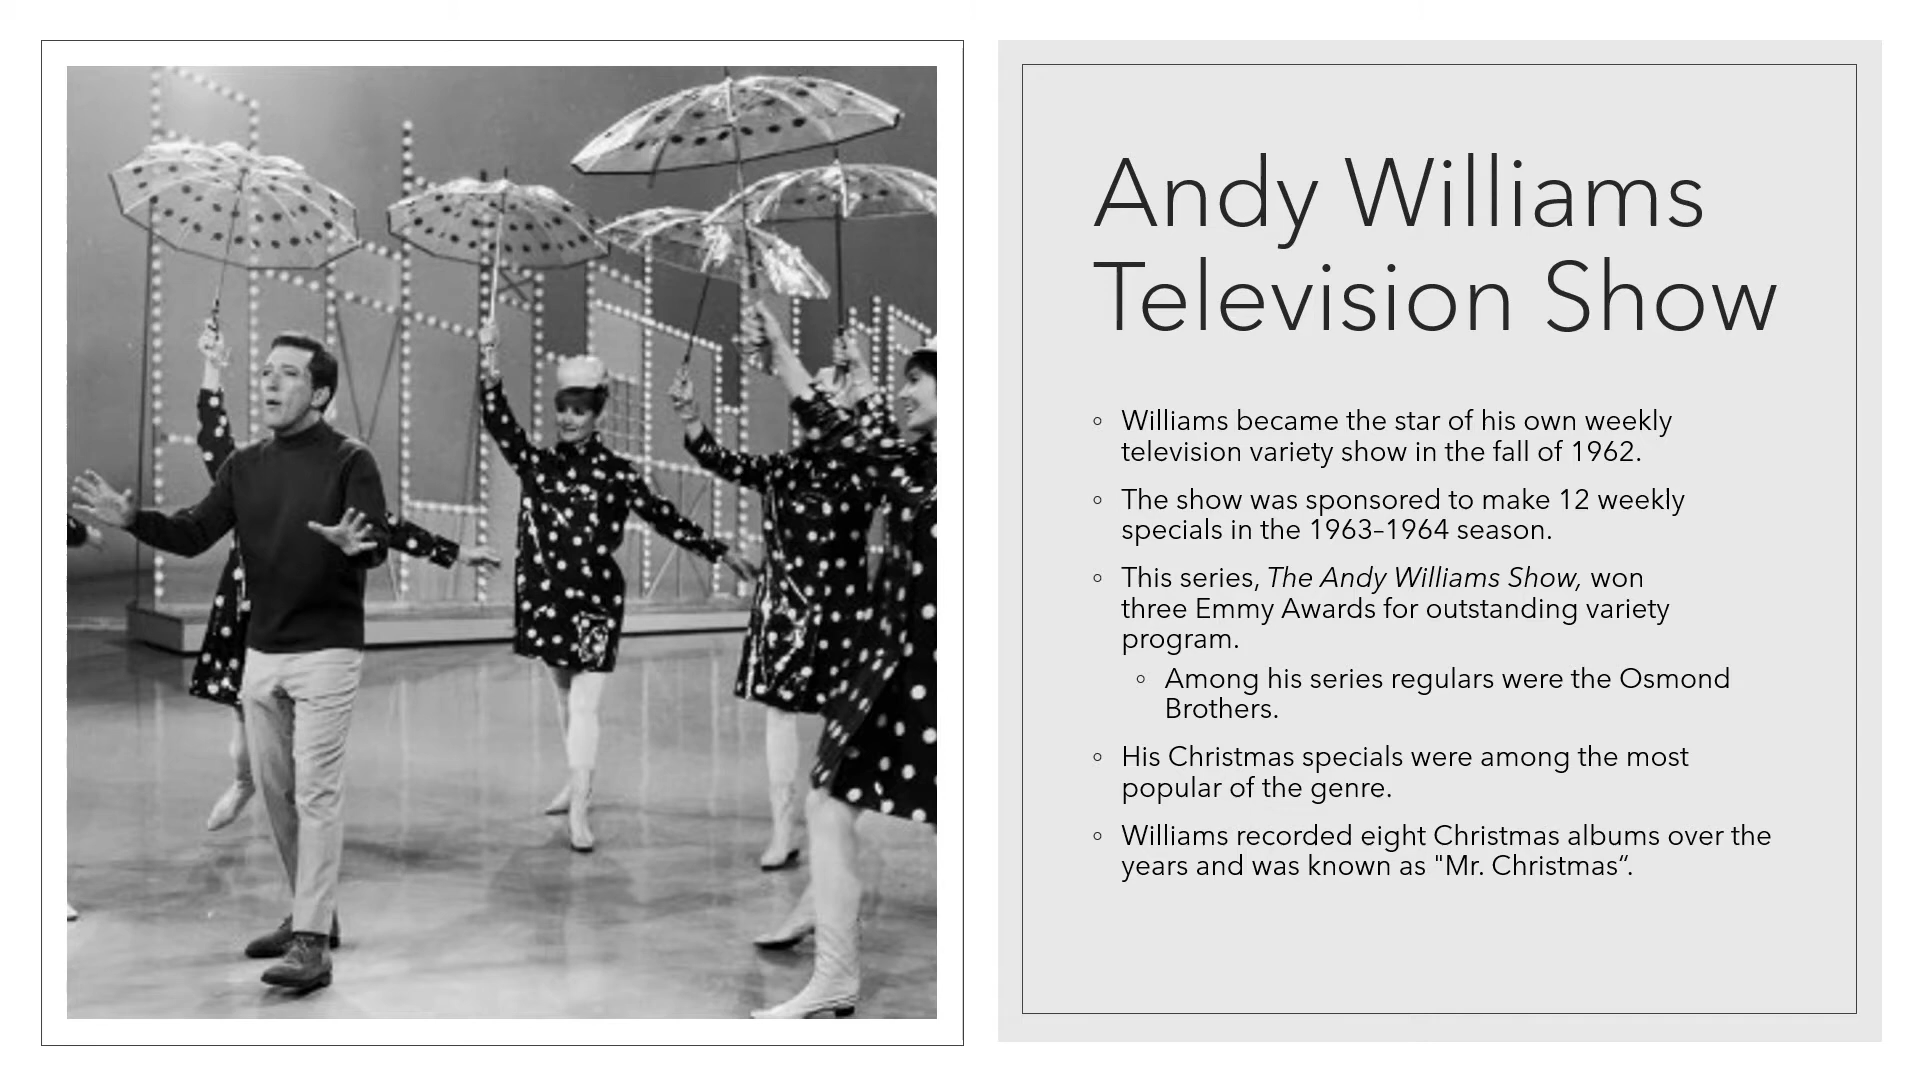 Andy Williams
Television Show
◦ Williams became the star of his own weekly
television variety show in the fall of 1962.
◦ The show was sponsored to make 12 weekly
specials in the 1963–1964 season.
◦ This series, The Andy Williams Show, won
three Emmy Awards for outstanding variety
program.
◦ Among his series regulars were the Osmond
Brothers.
◦ His Christmas specials were among the most
popular of the genre.
◦ Williams recorded eight Christmas albums over the
years and was known as "Mr. Christmas“.